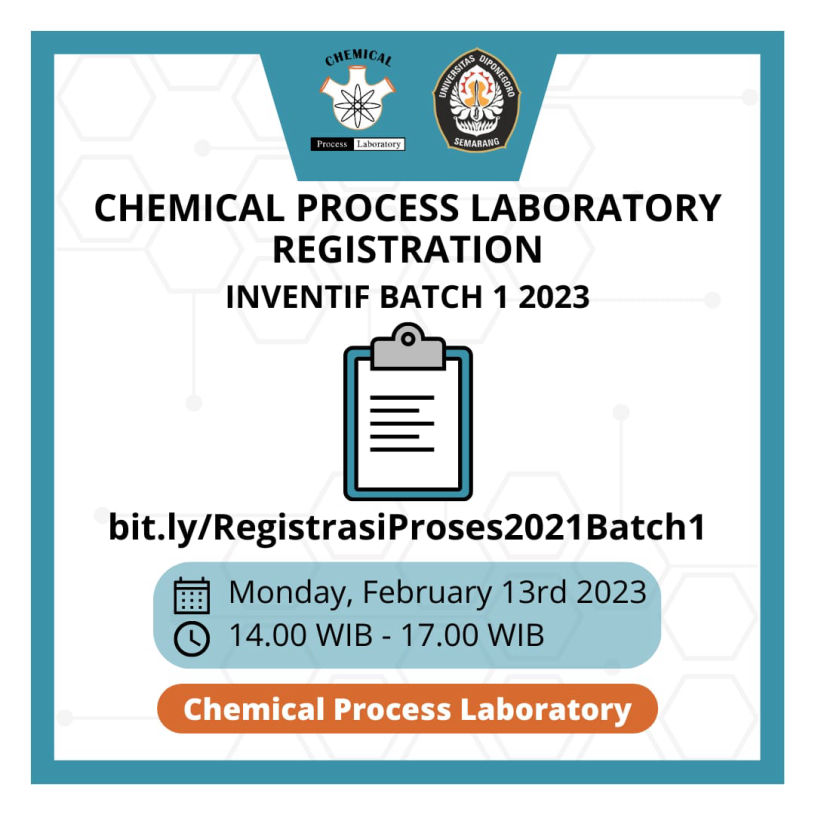 CHEMICAL
Process Laboratory
UNIVERSITAS DIPONEGORO
SEMARANG
CHEMICAL PROCESS LABORATORY
REGISTRATION
INVENTIF BATCH 1 2023
bit.ly/RegistrasiProses2021Batch1
Monday, February 13rd 2023
14.00 WIB - 17.00 WIB
Chemical Process Laboratory